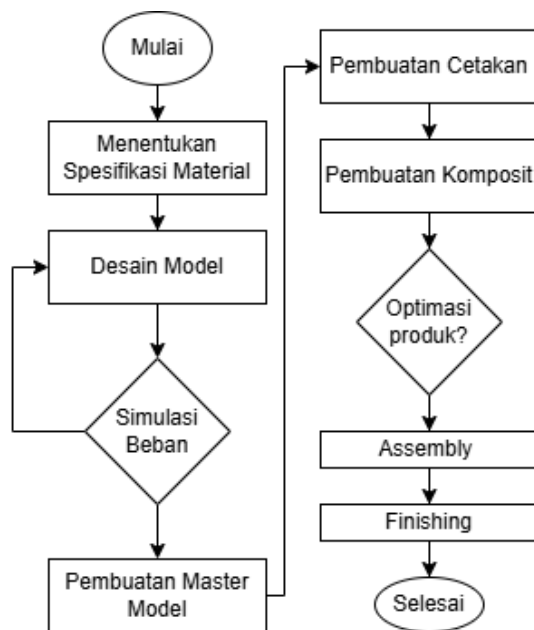 Mulai
Menentukan
Spesifikasi Material
Desain Model
Simulasi
Beban
Pembuatan Master
Model
Pembuatan Cetakan
Pembuatan Komposit
Optimasi
produk?
Assembly
Finishing
Selesai